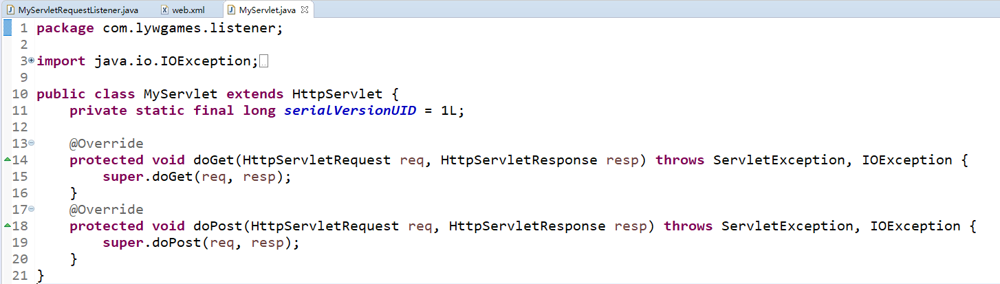 MyServletRequestListener.java web.xml MyServlet.java
1 package com.lywgames.listener;
2
3 import java.io.IOException;
9
10 public class MyServlet extends HttpServlet {
11 private static final long serialVersionUID = 1L;
12
13 @Override
14 protected void doGet(HttpServletRequest req, HttpServletResponse resp) throws ServletException, IOException {
15 super.doGet(req, resp);
16 }
17 @Override
18 protected void doPost(HttpServletRequest req, HttpServletResponse resp) throws ServletException, IOException {
19 super.doPost(req, resp);
20 }
21 }